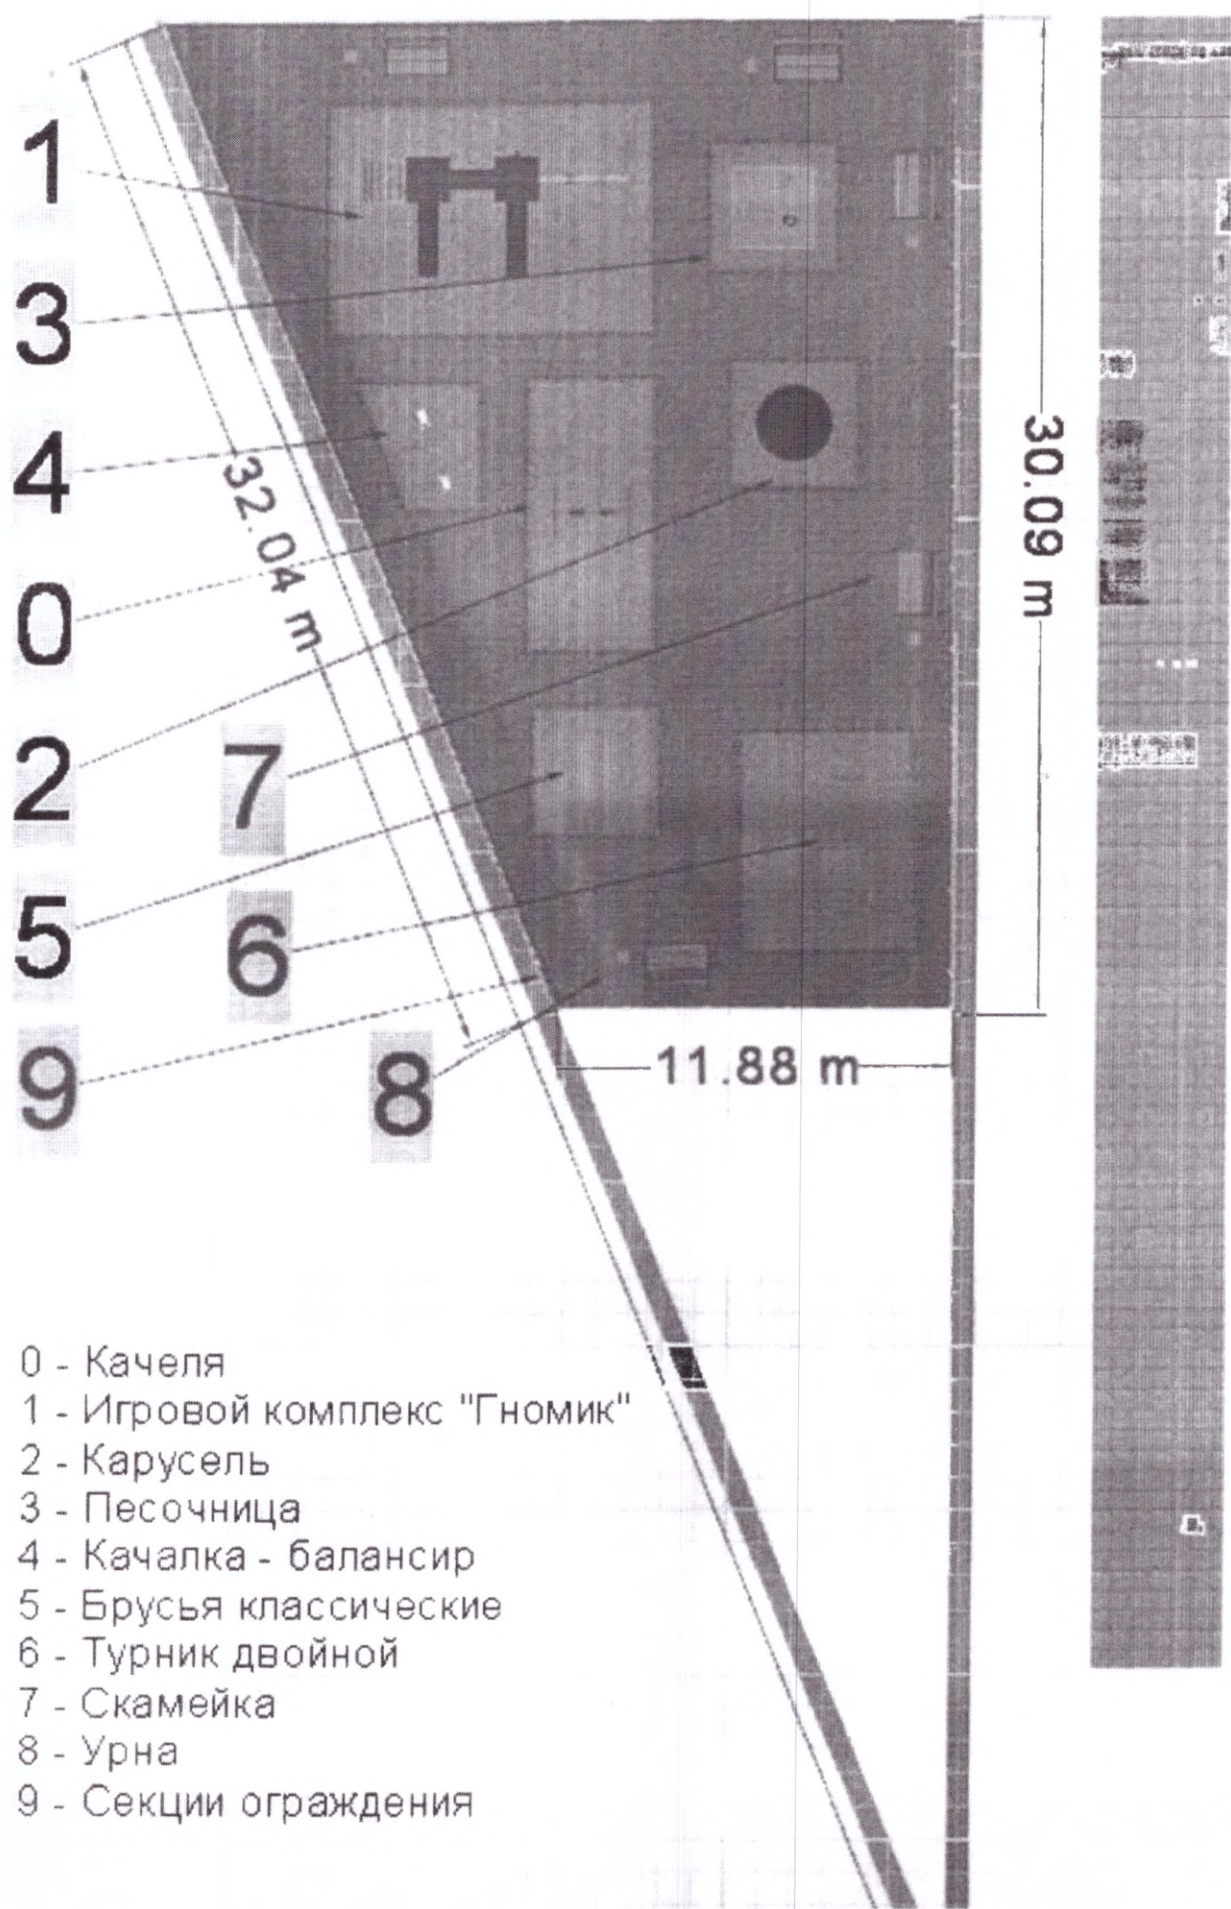 1
3
4
0
2
5
9
7
6
8
32.04 m
30.09 m
11.88 m
0 - Качеля
1 - Игровой комплекс "Гномик"
2 - Карусель
3 - Песочница
4 - Качалка - балансир
5 - Брусья классические
6 - Турник двойной
7 - Скамейка
8 - Урна
9 - Секции ограждения